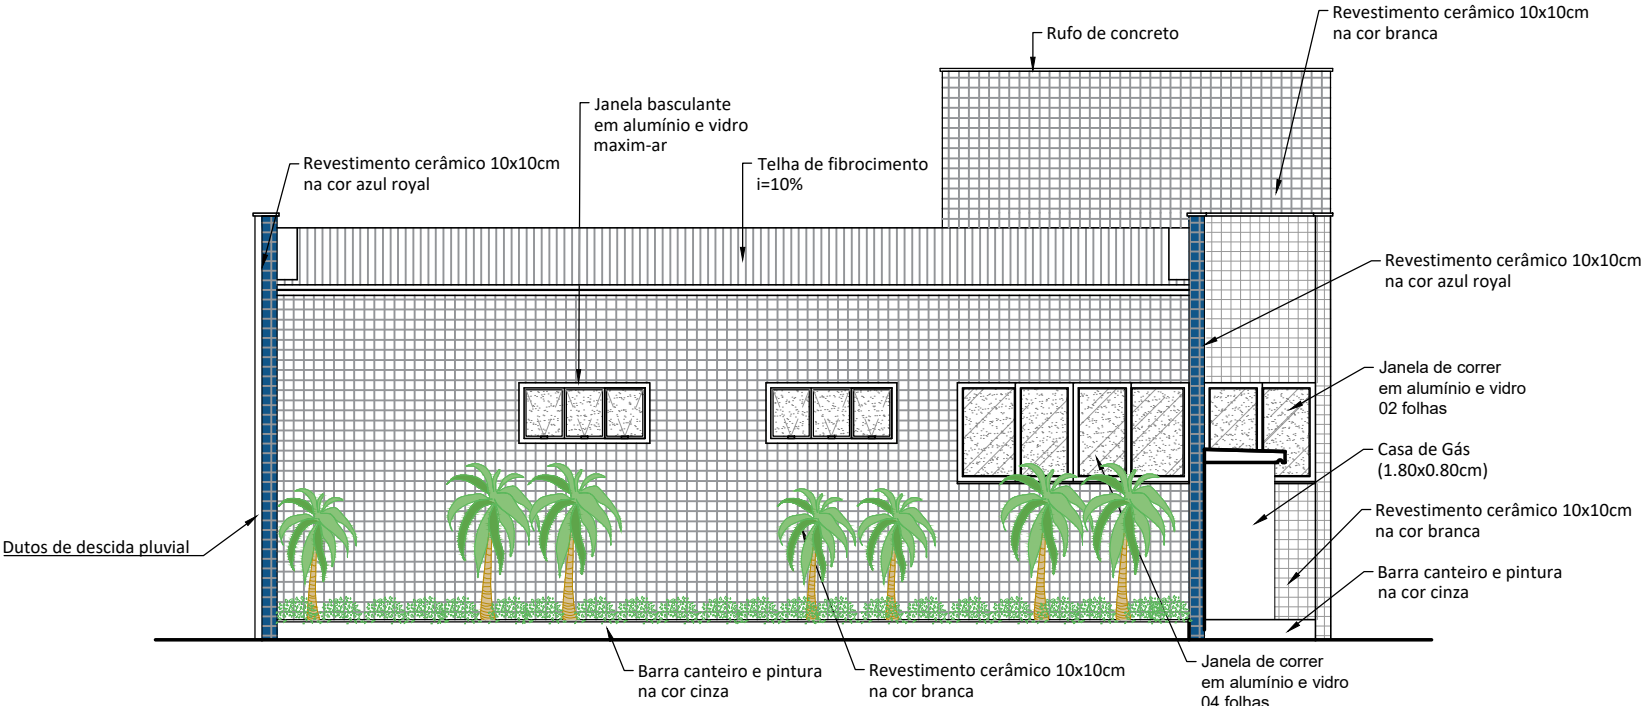 Revestimento cerâmico 10x10cm
na cor branca
Rufo de concreto
Janela basculante
em alumínio e vidro
maxim-ar
Revestimento cerâmico 10x10cm
na cor azul royal
Telha de fibrocimento
i=10%
Revestimento cerâmico 10x10cm
na cor azul royal
Janela de correr
em alumínio e vidro
02 folhas
Casa de Gás
(1.80x0.80cm)
Revestimento cerâmico 10x10cm
na cor branca
Dutos de descida pluvial
Barra canteiro e pintura
na cor cinza
Barra canteiro e pintura
na cor cinza
Revestimento cerâmico 10x10cm
na cor branca
Janela de correr
em alumínio e vidro
04 folhas